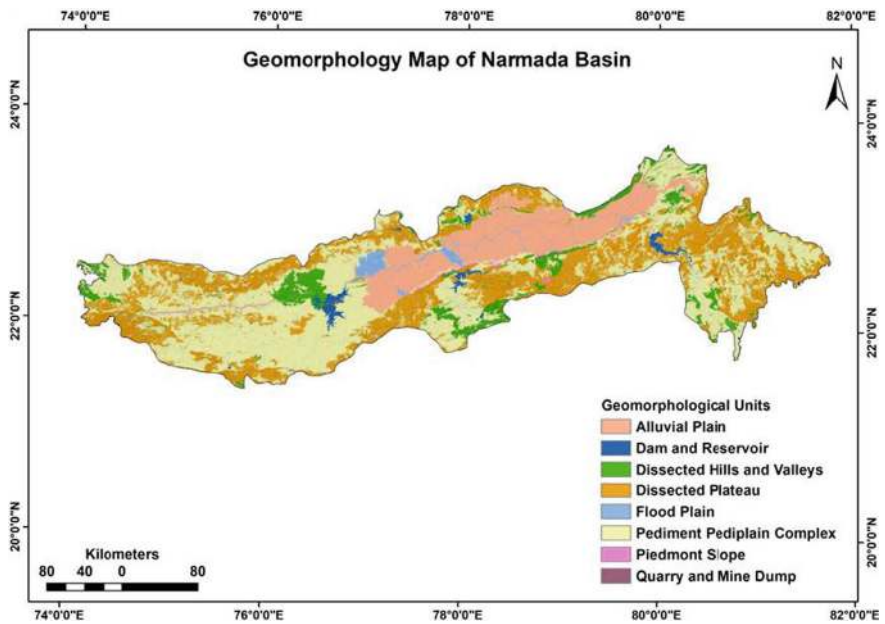 74°0'0"E 76°0'0"E 78°0'0"E 80°0'0"E 82°0'0"E
Geomorphology Map of Narmada Basin
N
24°0'0"N
24°0'0"N
22°0'0"N
22°0'0"N
20°0'0"N
20°0'0"N
Geomorphological Units
Alluvial Plain
Dam and Reservoir
Dissected Hills and Valleys
Dissected Plateau
Flood Plain
Pediment Pediplain Complex
Piedmont Slope
Quarry and Mine Dump
Kilometers
80 40 0 80
74°0'0"E 76°0'0"E 78°0'0"E 80°0'0"E